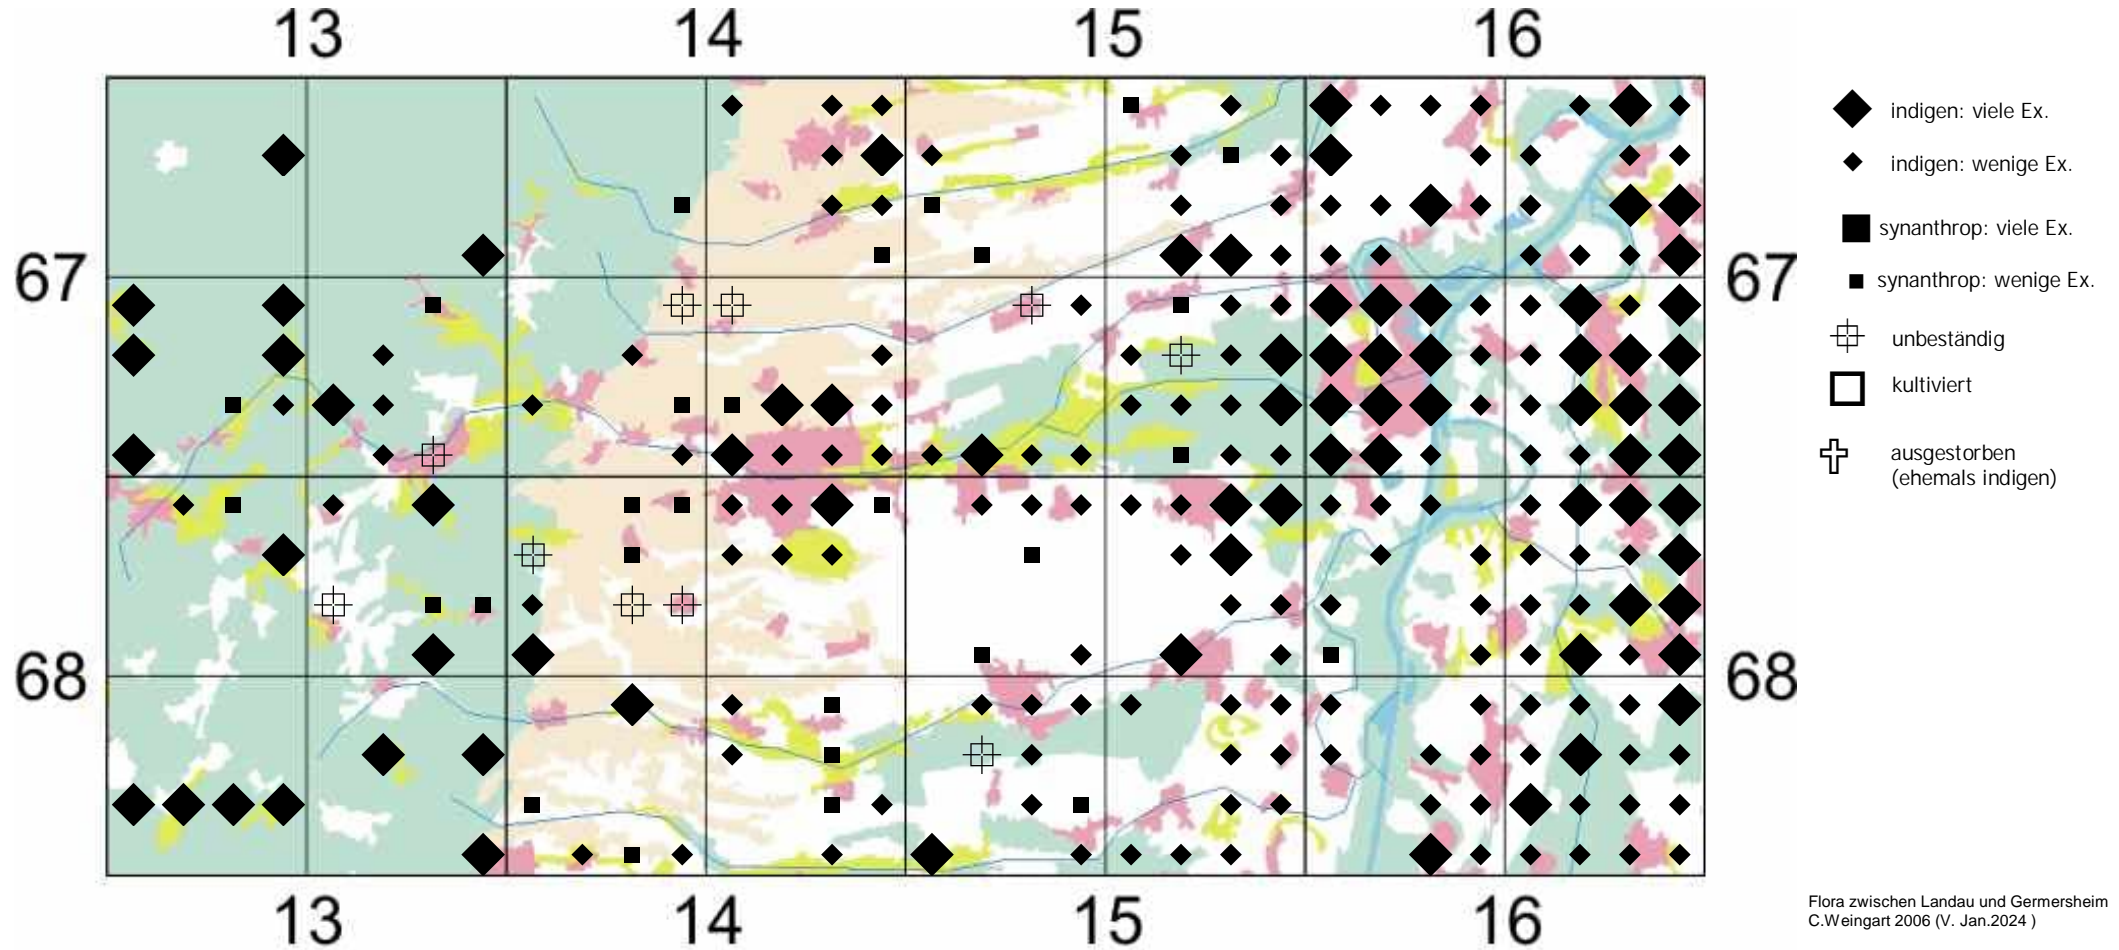 13 14 15 16
indigen: viele Ex.
indigen: wenige Ex.
synanthrop: viele Ex.
67 67
synanthrop: wenige Ex.
unbeständig
kultiviert
ausgestorben
(ehemals indigen)
68 68
13 14 15 16
Flora zwischen Landau und Germersheim
C.Weingart 2006 (V. Jan.2024 )